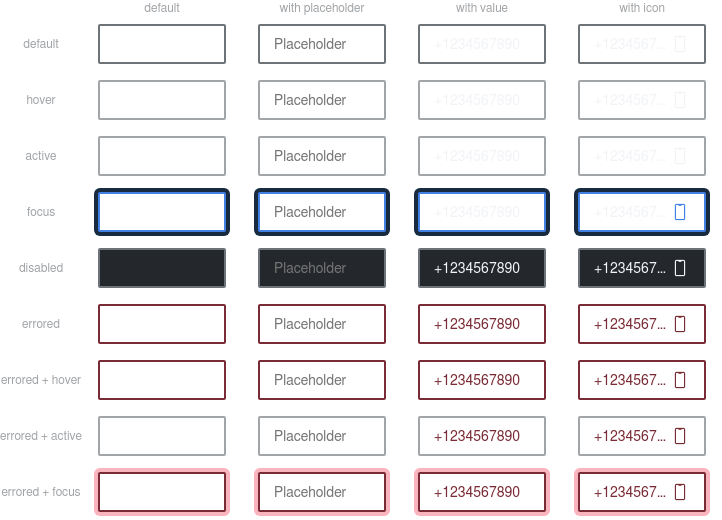 default with placeholder with value with icon
default Placeholder +1234567890 +1234567...
hover Placeholder +1234567890 +1234567...
active Placeholder +1234567890 +1234567...
focus Placeholder +1234567890 +1234567...
disabled Placeholder +1234567890 +1234567...
errored Placeholder +1234567890 +1234567...
errored + hover Placeholder +1234567890 +1234567...
errored + active Placeholder +1234567890 +1234567...
errored + focus Placeholder +1234567890 +1234567...